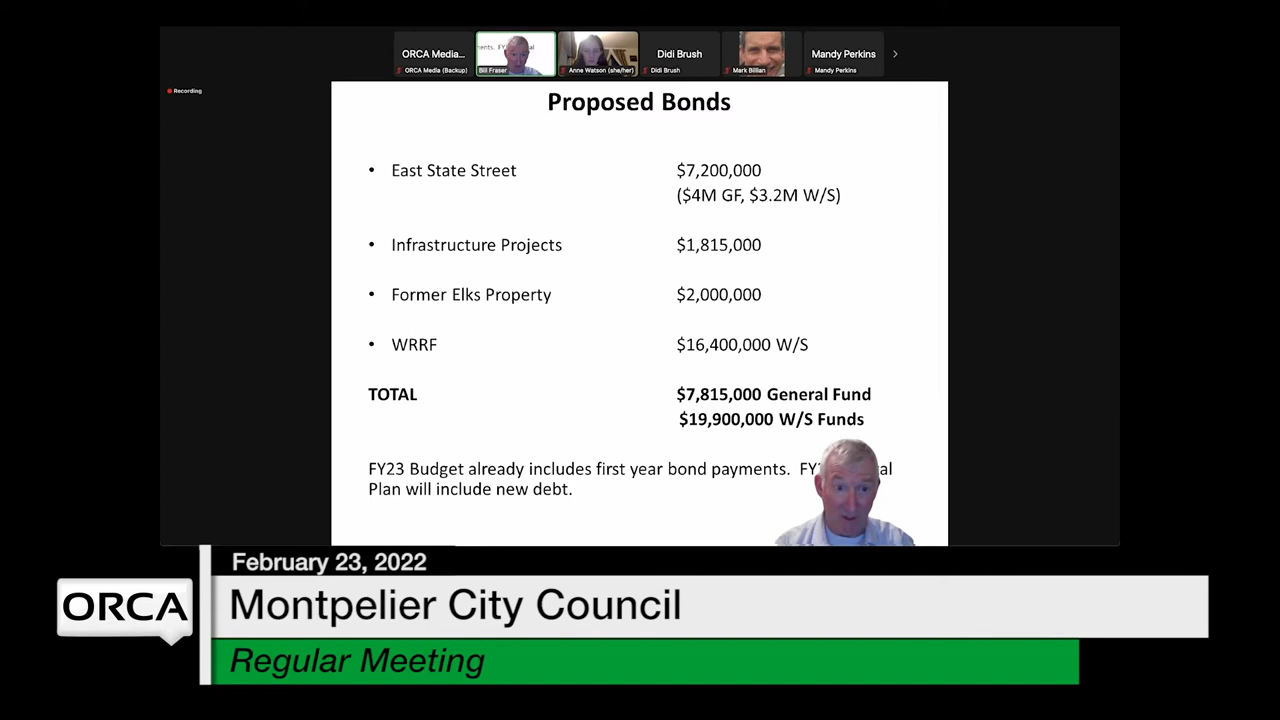 ORCA Media...
Didi Brush
Mandy Perkins
ORCA Media (Backup)
Bill Fraser
Anne Watson (she/her)
Didi Brush
Mark Billian
Mandy Perkins
Recording
Proposed Bonds
• East State Street $7,200,000
($4M GF, $3.2M W/S)
• Infrastructure Projects $1,815,000
• Former Elks Property $2,000,000
• WRRF $16,400,000 W/S
TOTAL $7,815,000 General Fund
$19,900,000 W/S Funds
FY23 Budget already includes first year bond payments.
Plan will include new debt.
February 23, 2022
ORCA
Montpelier City Council
Regular Meeting